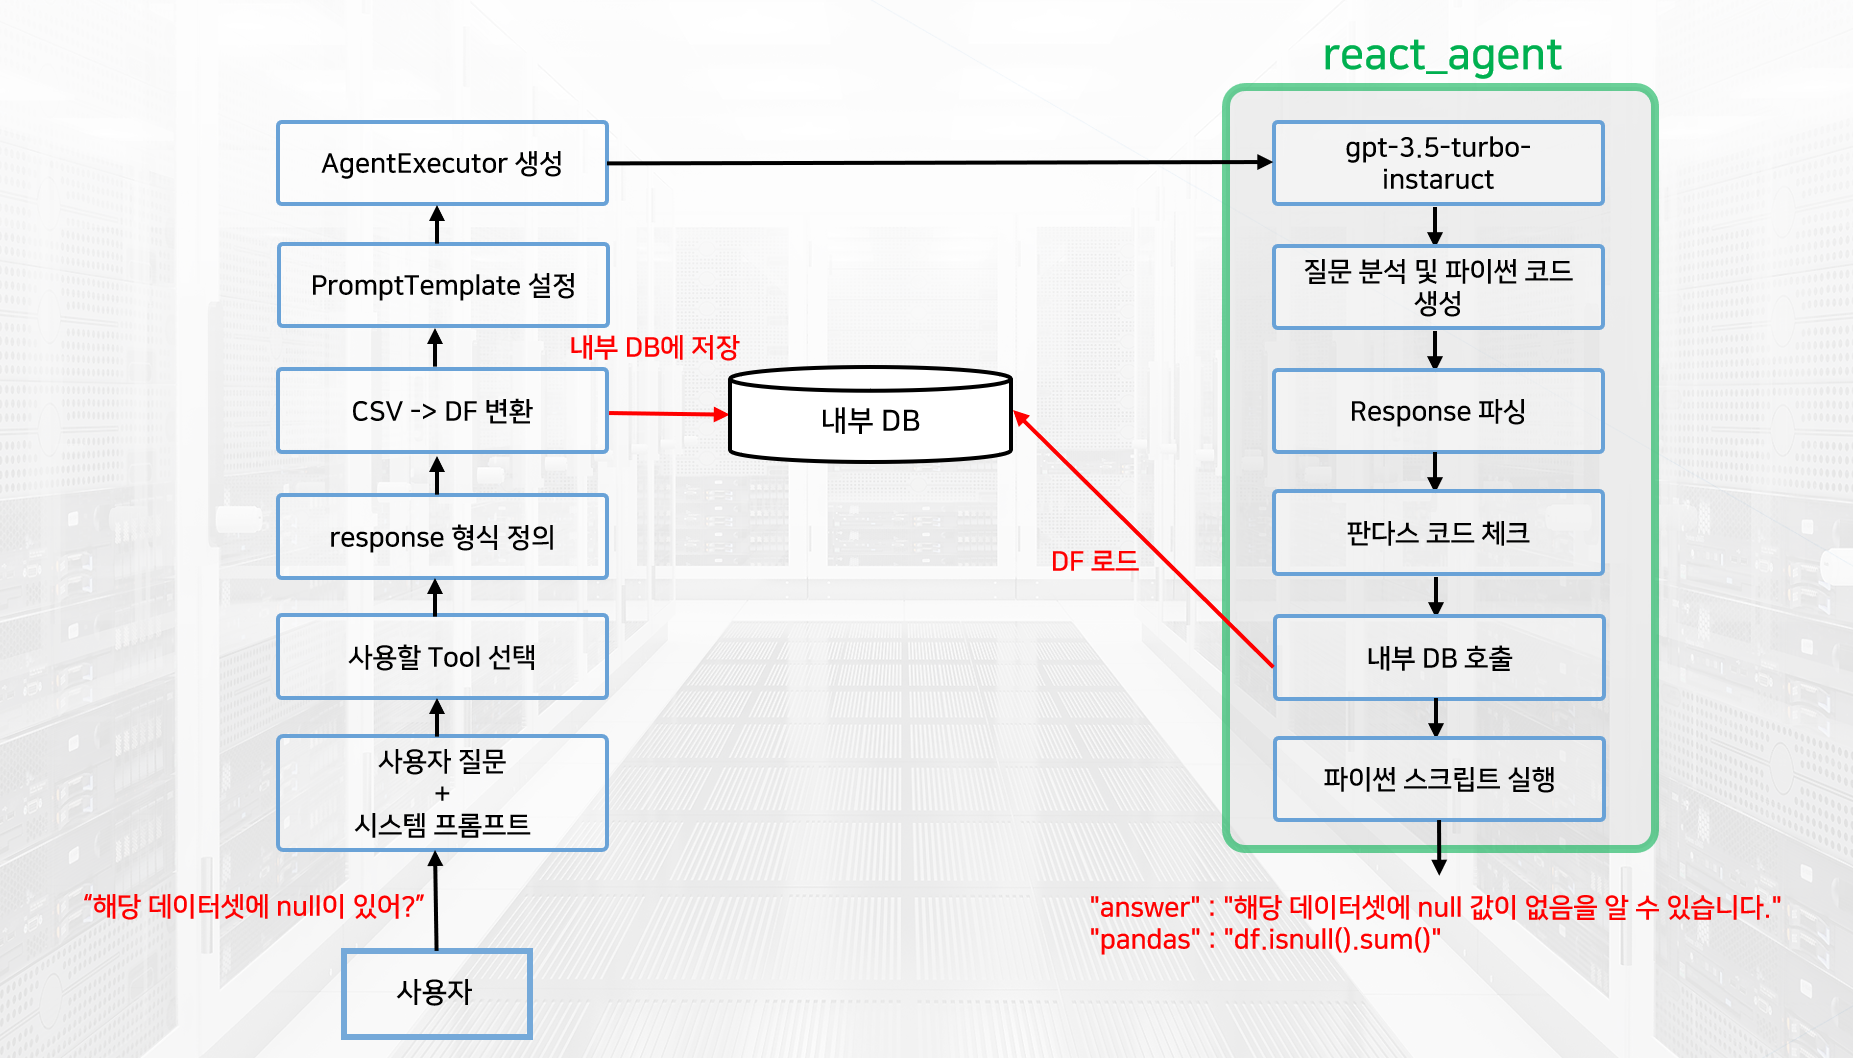 react_agent
AgentExecutor 생성
gpt-3.5-turbo-
instaruct
PromptTemplate 설정
질문 분석 및 파이썬 코드
생성
내부 DB에 저장
CSV -> DF 변환
내부 DB
Response 파싱
response 형식 정의
판다스 코드 체크
DF 로드
사용할 Tool 선택
내부 DB 호출
사용자 질문
+
시스템 프롬프트
파이썬 스크립트 실행
“해당 데이터셋에 null이 있어?”
"answer" : "해당 데이터셋에 null 값이 없음을 알 수 있습니다."
"pandas" : "df.isnull().sum()"
사용자